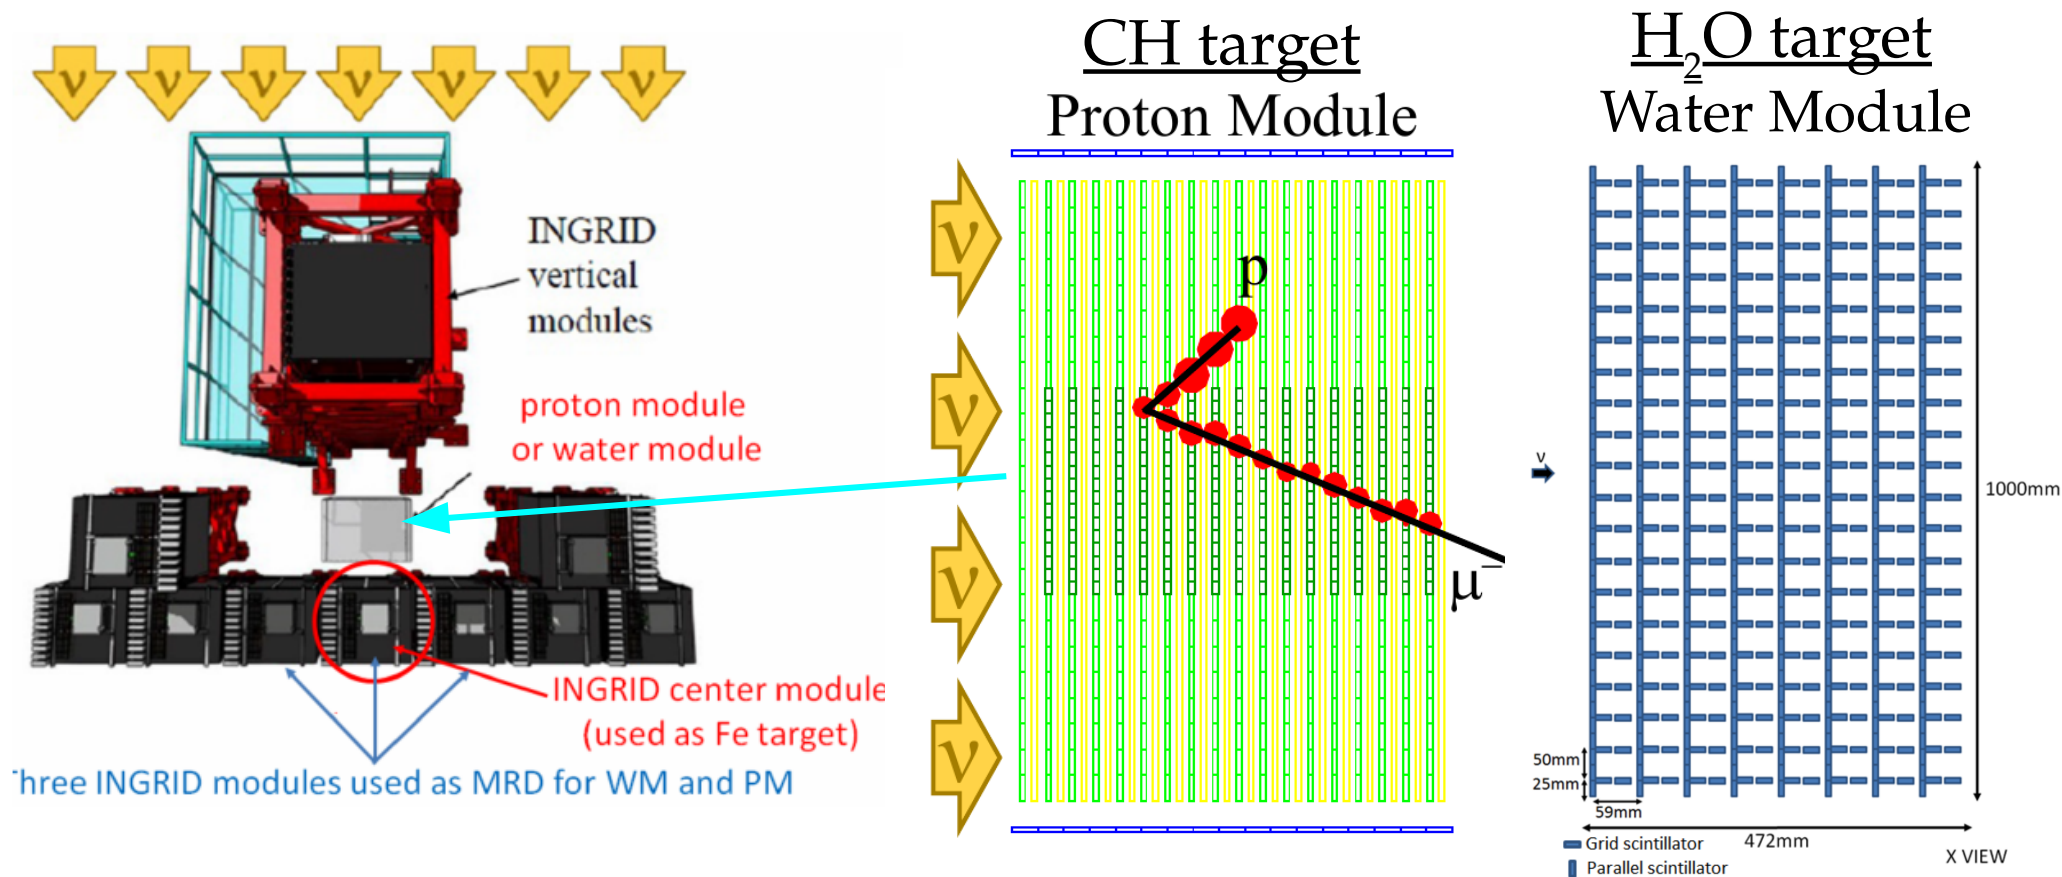 ν ν ν ν ν ν ν
INGRID
vertical
modules
proton module
or water module
INGRID center module
(used as Fe target)
hree INGRID modules used as MRD for WM and PM
CH target
Proton Module
ν
ν
ν
ν
p
μ⁻
H₂O target
Water Module
ν
1000mm
50mm
25mm
59mm
472mm
Grid scintillator
X VIEW
Parallel scintillator